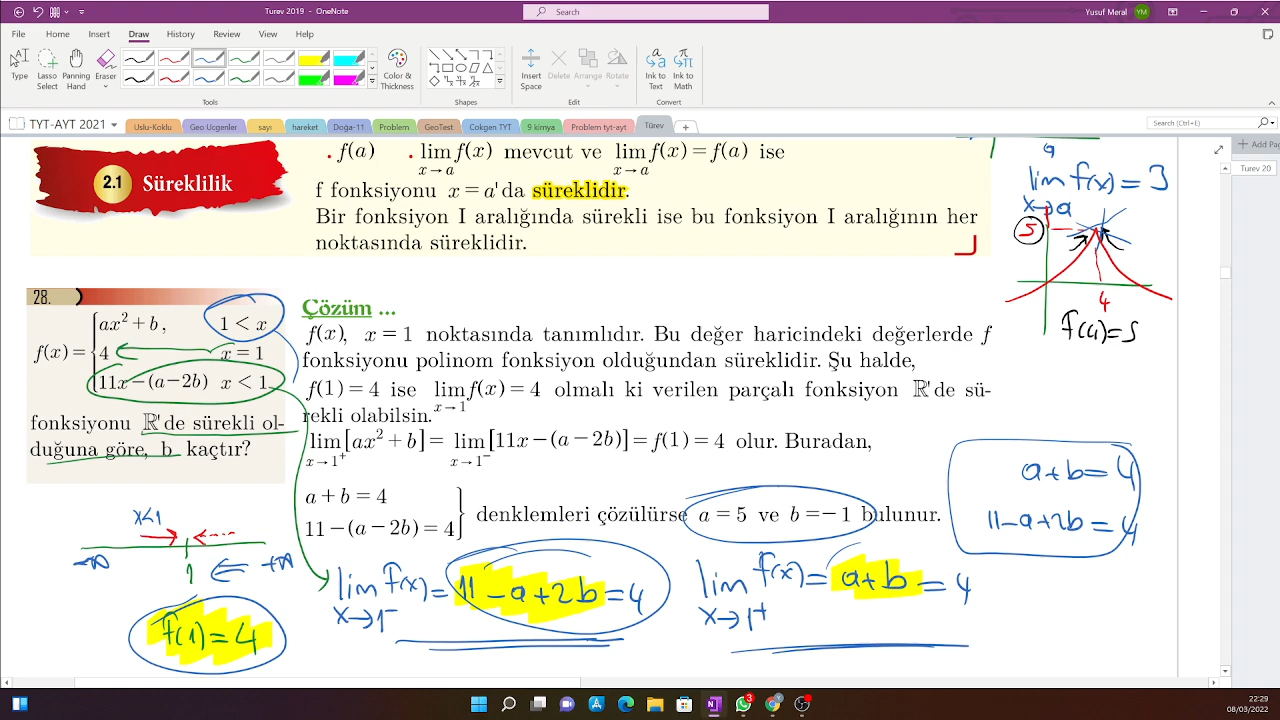 Turev 2019 - OneNote
Search
Yusuf Meral
YM
File Home Insert Draw History Review View Help
Type
Lasso Select
Panning Hand
Eraser
Color & Thickness
Insert Space
Delete
Arrange
Rotate
Ink to Text
Ink to Math
Tools
Shapes
Edit
Convert
TYT-AYT 2021
Uslu-Koklu
Geo Ucgenler
sayı
hareket
Doğa-11
Problem
GeoTest
Cokgen TYT
9 kimya
Problem tyt-ayt
Türev
Search (Ctrl+E)
Add Pag
Turev 20
2.1 Süreklilik
. f(a) . lim f(x) mevcut ve lim f(x) = f(a) ise
x→a x→a
f fonksiyonu x = a' da süreklidir.
Bir fonksiyon I aralığında sürekli ise bu fonksiyon I aralığının her
noktasında süreklidir.
lim f(x) = 3
x→a
5
4
f(4)=5
28.
f(x) =
ax² + b, 1 < x
4 x = 1
11x − (a − 2b) x < 1
fonksiyonu ℝ' de sürekli ol-
duğuna göre, b kaçtır?
Çözüm ...
f(x), x = 1 noktasında tanımlıdır. Bu değer haricindeki değerlerde f
fonksiyonu polinom fonksiyon olduğundan süreklidir. Şu halde,
f(1) = 4 ise lim f(x) = 4 olmalı ki verilen parçalı fonksiyon ℝ' de sü-
x→1
rekli olabilsin.
lim [ax² + b] = lim [11x − (a − 2b)] = f(1) = 4 olur. Buradan,
x→1⁺ x→1⁻
a + b = 4
11 − (a − 2b) = 4
denklemleri çözülürse a = 5 ve b = −1 bulunur.
a+b=4
11-a+2b=4
x<1
-∞ 1 +∞
f(1)=4
lim f(x) = 11-a+2b=4
x→1⁻
lim f(x) = a+b = 4
x→1⁺
3
22:29
08/03/2022